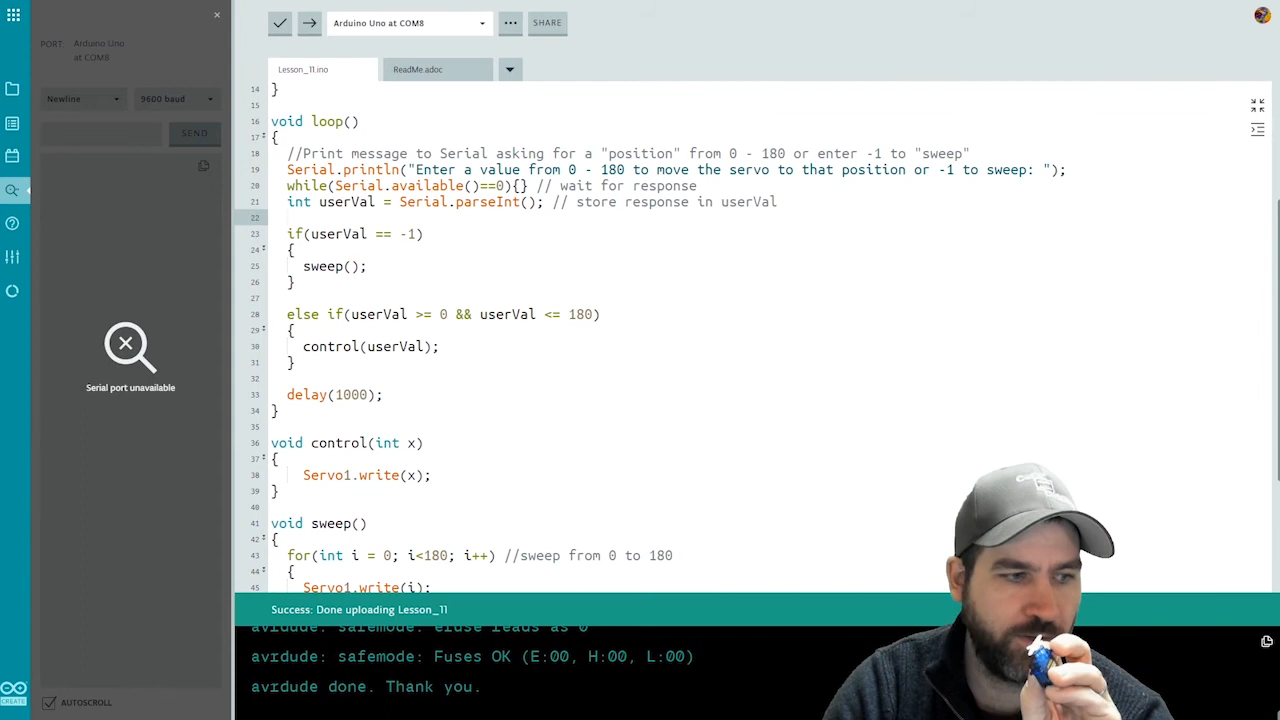 PORT:
Arduino Uno
at COM8
Newline
9600 baud
SEND
Serial port unavailable
AUTOSCROLL
CREATE
Arduino Uno at COM8
SHARE
Lesson_11.ino
ReadMe.adoc
14 }
15
16 void loop()
17 {
18 //Print message to Serial asking for a "position" from 0 - 180 or enter -1 to "sweep"
19 Serial.println("Enter a value from 0 - 180 to move the servo to that position or -1 to sweep: ");
20 while(Serial.available()==0){} // wait for response
21 int userVal = Serial.parseInt(); // store response in userVal
22
23 if(userVal == -1)
24 {
25 sweep();
26 }
27
28 else if(userVal >= 0 && userVal <= 180)
29 {
30 control(userVal);
31 }
32
33 delay(1000);
34 }
35
36 void control(int x)
37 {
38 Servo1.write(x);
39 }
40
41 void sweep()
42 {
43 for(int i = 0; i<180; i++) //sweep from 0 to 180
44 {
45 Servo1.write(i);
Success: Done uploading Lesson_11
avrdude: safemode: efuse reads as 0
avrdude: safemode: Fuses OK (E:00, H:00, L:00)
avrdude done. Thank you.